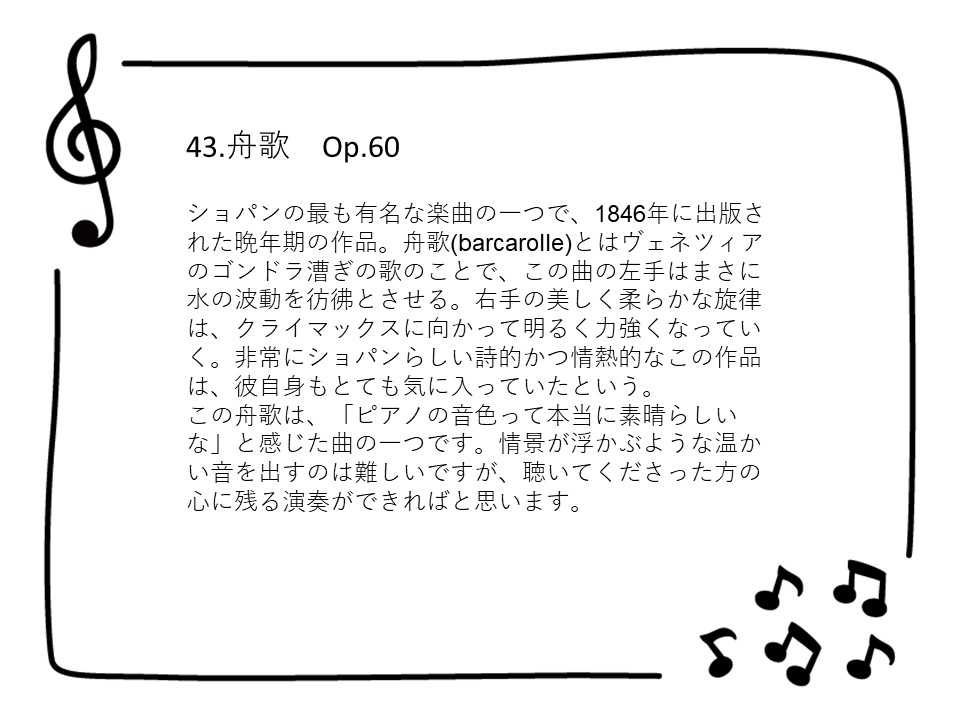 43.舟歌　Op.60
ショパンの最も有名な楽曲の一つで、1846年に出版さ
れた晩年期の作品。舟歌(barcarolle)とはヴェネツィア
のゴンドラ漕ぎの歌のことで、この曲の左手はまさに
水の波動を彷彿とさせる。右手の美しく柔らかな旋律
は、クライマックスに向かって明るく力強くなってい
く。非常にショパンらしい詩的かつ情熱的なこの作品
は、彼自身もとても気に入っていたという。
この舟歌は、「ピアノの音色って本当に素晴らしい
な」と感じた曲の一つです。情景が浮かぶような温か
い音を出すのは難しいですが、聴いてくださった方の
心に残る演奏ができればと思います。